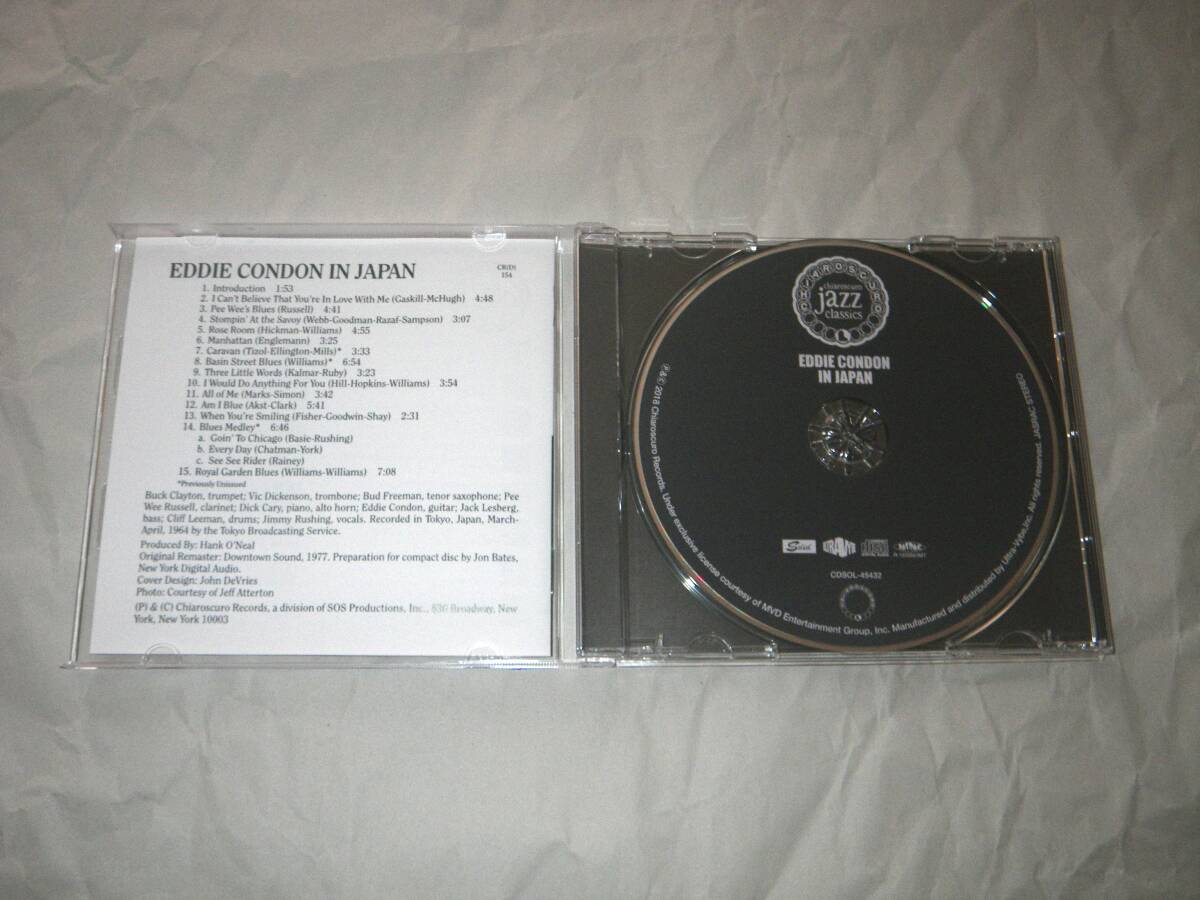 EDDIE CONDON IN JAPAN
CR(D)
154
1. Introduction 1:53
2. I Can't Believe That You're In Love With Me (Gaskill-McHugh) 4:48
3. Pee Wee's Blues (Russell) 4:41
4. Stompin' At the Savoy (Webb-Goodman-Razaf-Sampson) 3:07
5. Rose Room (Hickman-Williams) 4:55
6. Manhattan (Englemann) 3:25
7. Caravan (Tizol-Ellington-Mills)* 3:33
8. Basin Street Blues (Williams)* 6:54
9. Three Little Words (Kalmar-Ruby) 3:23
10. I Would Do Anything For You (Hill-Hopkins-Williams) 3:54
11. All of Me (Marks-Simon) 3:42
12. Am I Blue (Akst-Clark) 5:41
13. When You're Smiling (Fisher-Goodwin-Shay) 2:31
14. Blues Medley* 6:46
a. Goin' To Chicago (Basie-Rushing)
b. Every Day (Chatman-York)
c. See See Rider (Rainey)
15. Royal Garden Blues (Williams-Williams) 7:08
*Previously Unissued
Buck Clayton, trumpet; Vic Dickenson, trombone; Bud Freeman, tenor saxophone; Pee
Wee Russell, clarinet; Dick Cary, piano, alto horn; Eddie Condon, guitar; Jack Lesberg,
bass; Cliff Leeman, drums; Jimmy Rushing, vocals. Recorded in Tokyo, Japan, March-
April, 1964 by the Tokyo Broadcasting Service.
Produced By: Hank O'Neal
Original Remaster: Downtown Sound, 1977. Preparation for compact disc by Jon Bates,
New York Digital Audio.
Cover Design: John DeVries
Photo: Courtesy of Jeff Atterton
(P) & (C) Chiaroscuro Records, a division of SOS Productions, Inc., 830 Broadway, New
York, New York 10003
CHIAROSCURO
chiaroscuro
jazz
classics
EDDIE CONDON
IN JAPAN
CDSOL-45432
℗&© 2018 Chiaroscuro Records. Under exclusive license courtesy of MVD Entertainment Group, Inc. Manufactured and distributed by Ultra-Vybe, Inc. All rights reserved. JASRAC STEREO